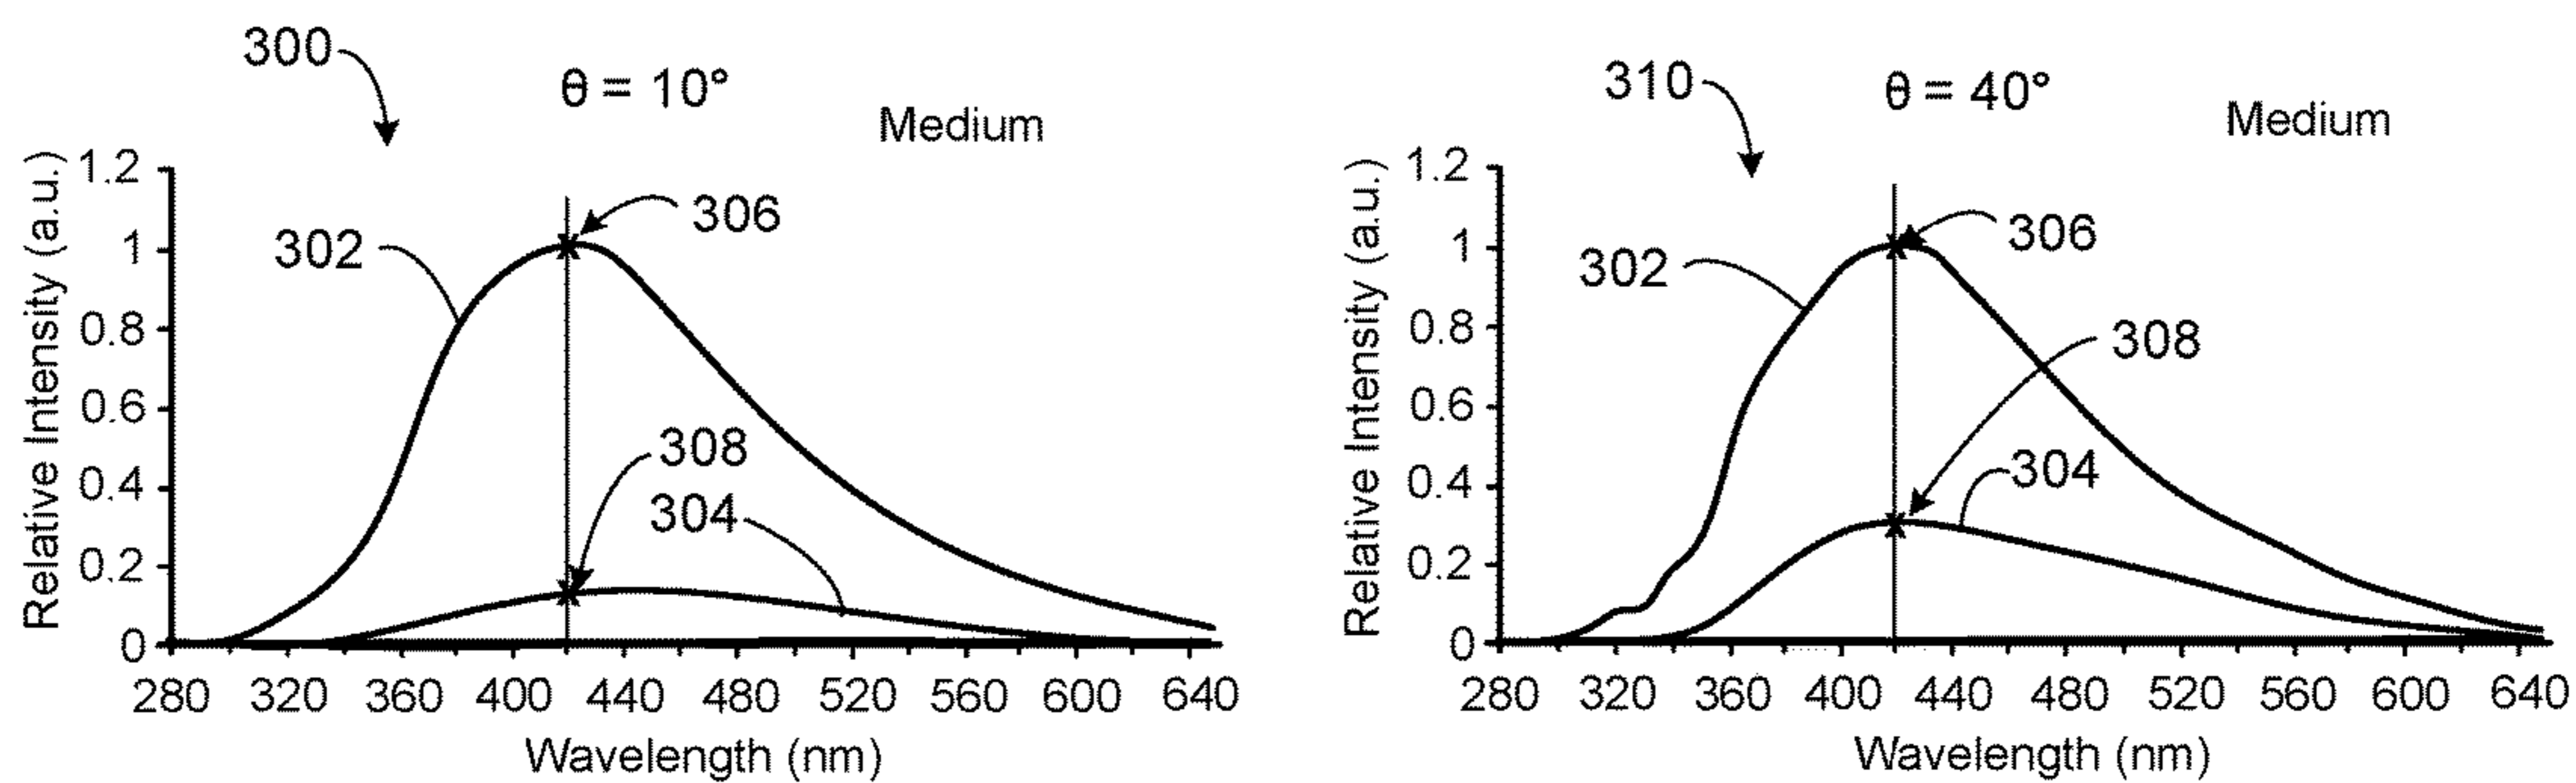 300
θ = 10°
Medium
Relative Intensity (a.u.)
1.2
1
0.8
0.6
0.4
0.2
0
302
306
308
304
280 320 360 400 440 480 520 560 600 640
Wavelength (nm)
310
θ = 40°
Medium
Relative Intensity (a.u.)
1.2
1
0.8
0.6
0.4
0.2
0
302
306
308
304
280 320 360 400 440 480 520 560 600 640
Wavelength (nm)